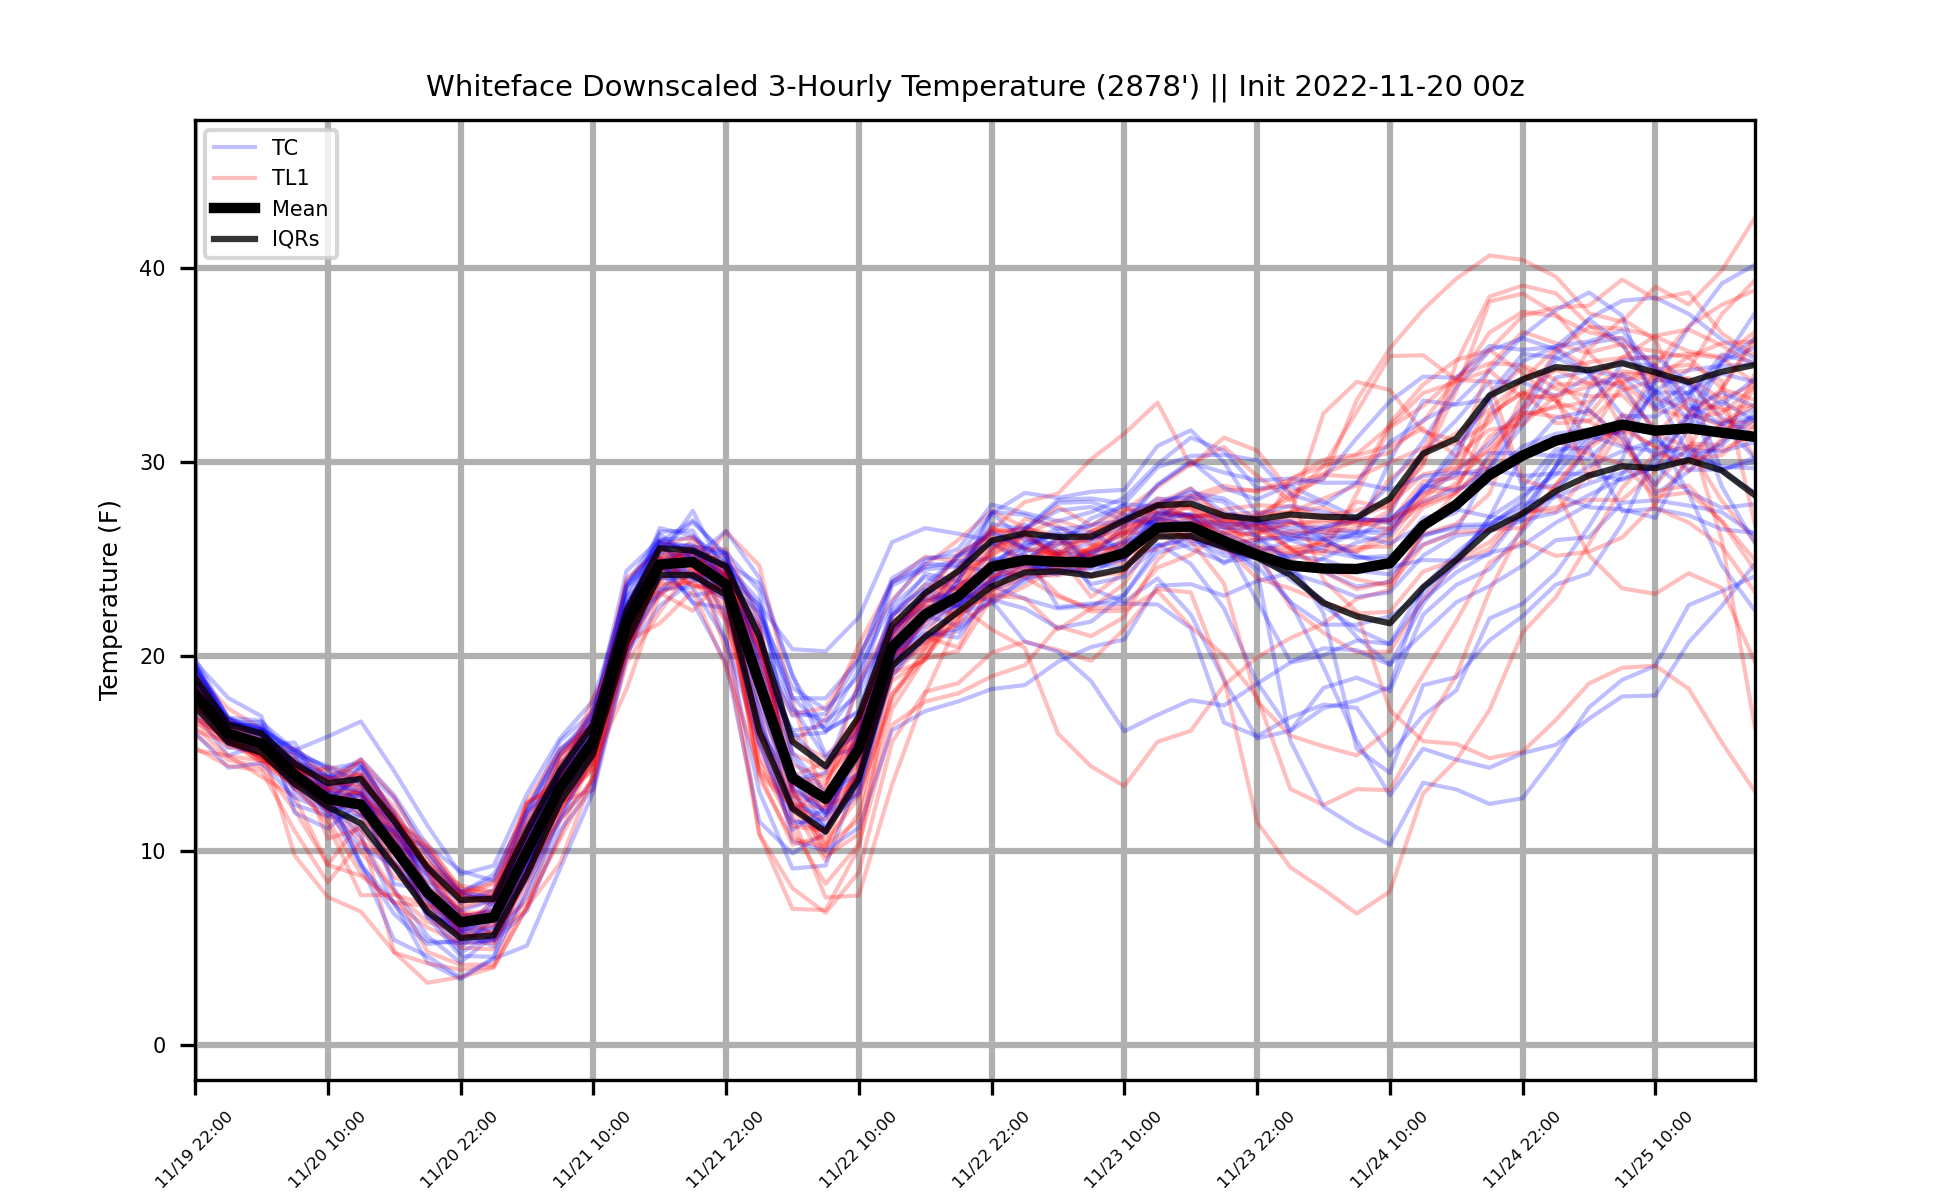 Whiteface Downscaled 3-Hourly Temperature (2878') || Init 2022-11-20 00z
TC
TL1
Mean
IQRs
Temperature (F)
40
30
20
10
0
11/19 22:00
11/20 10:00
11/20 22:00
11/21 10:00
11/21 22:00
11/22 10:00
11/22 22:00
11/23 10:00
11/23 22:00
11/24 10:00
11/24 22:00
11/25 10:00